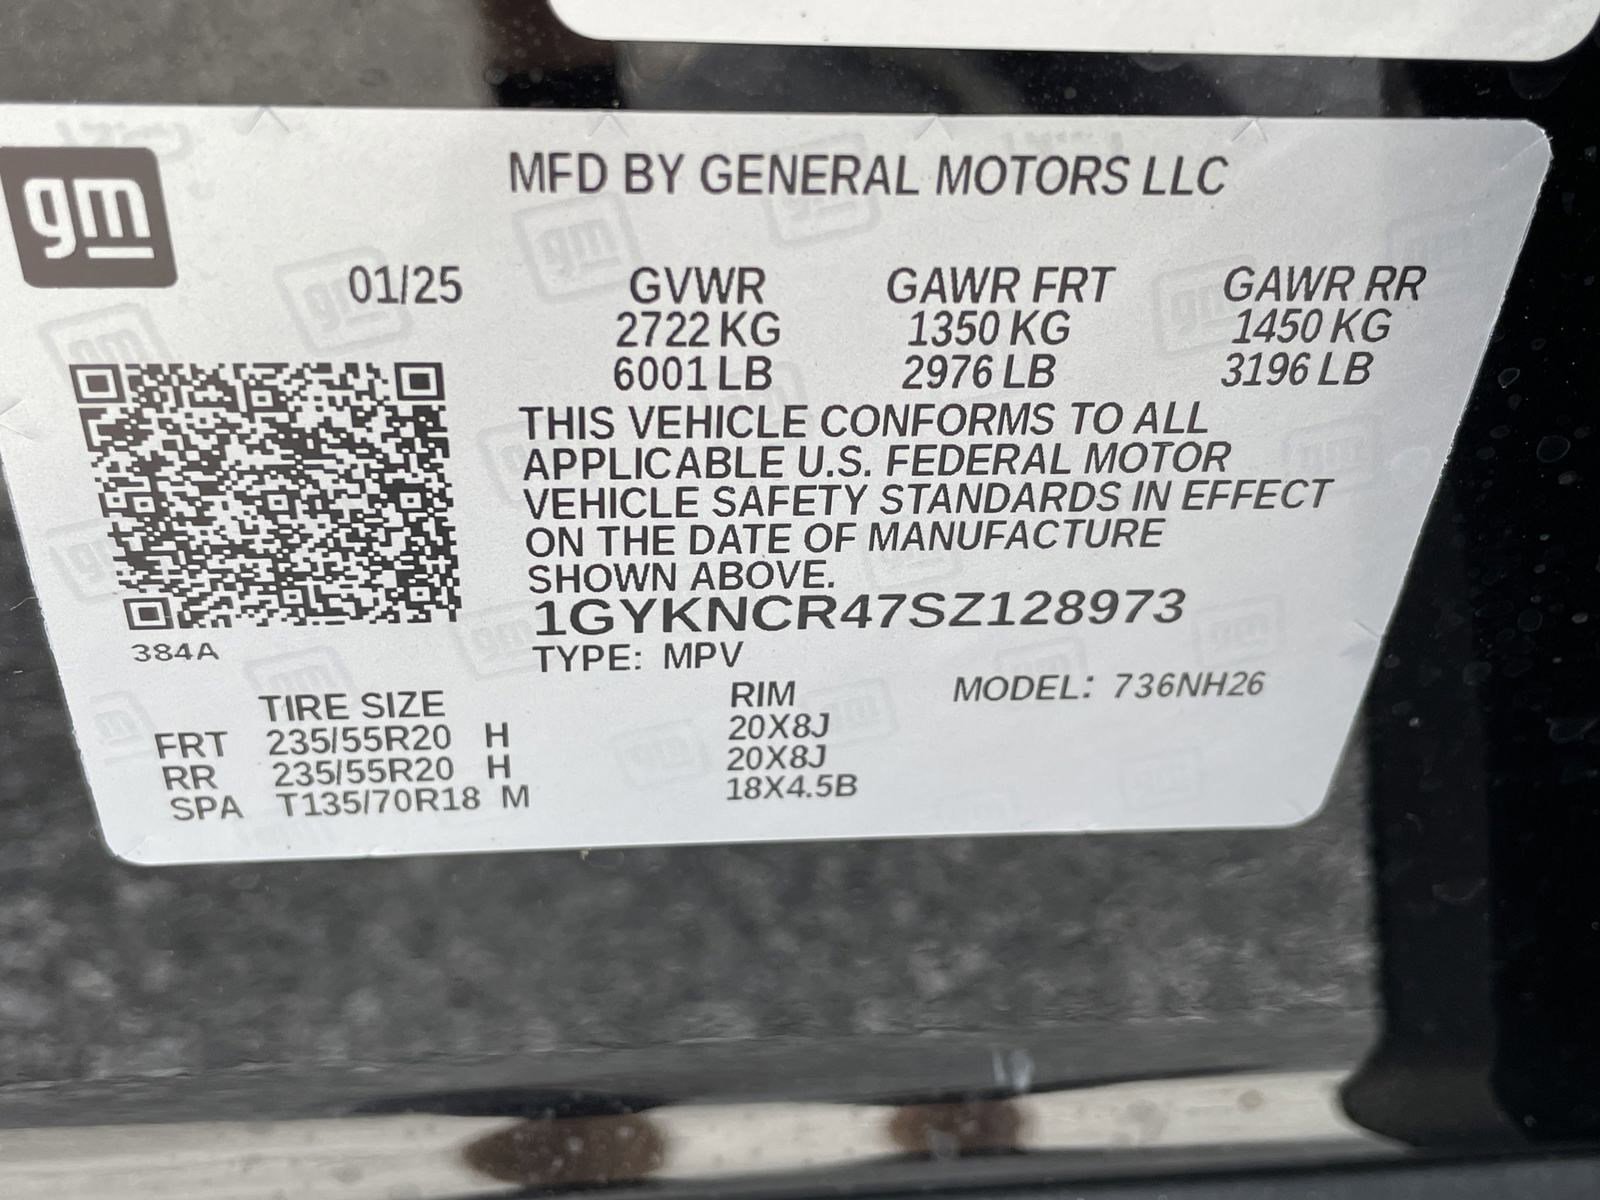 gm
MFD BY GENERAL MOTORS LLC
01/25 GVWR GAWR FRT GAWR RR
2722 KG 1350 KG 1450 KG
6001 LB 2976 LB 3196 LB
THIS VEHICLE CONFORMS TO ALL
APPLICABLE U.S. FEDERAL MOTOR
VEHICLE SAFETY STANDARDS IN EFFECT
ON THE DATE OF MANUFACTURE
SHOWN ABOVE.
1GYKNCR47SZ128973
384A
TYPE: MPV
TIRE SIZE RIM MODEL: 736NH26
FRT 235/55R20 H 20X8J
RR 235/55R20 H 20X8J
SPA T135/70R18 M 18X4.5B